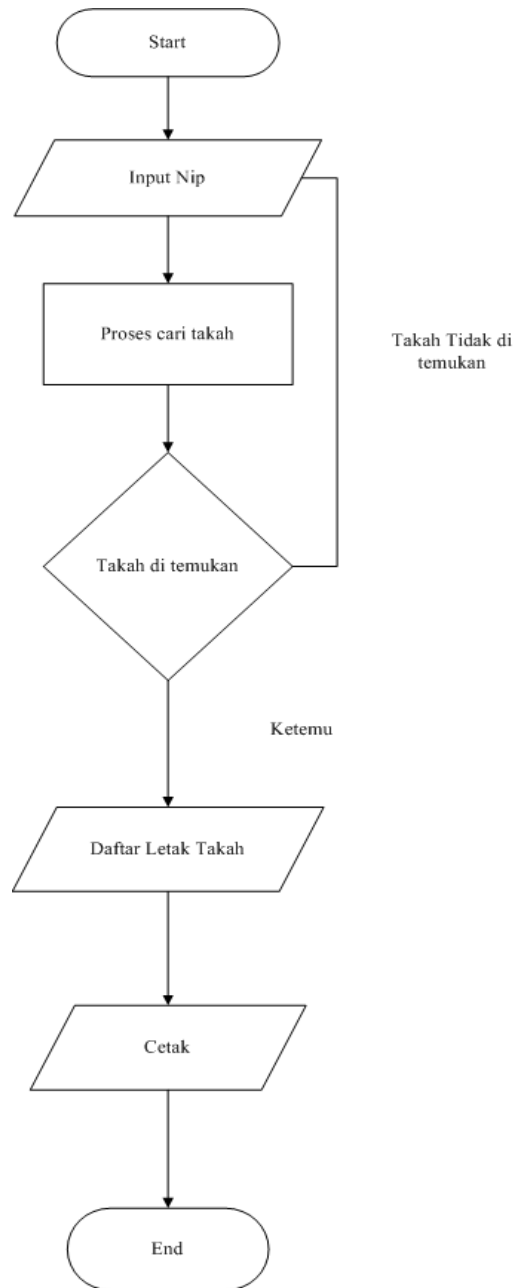 Start
Input Nip
Proses cari takah
Takah Tidak di
temukan
Takah di temukan
Ketemu
Daftar Letak Takah
Cetak
End